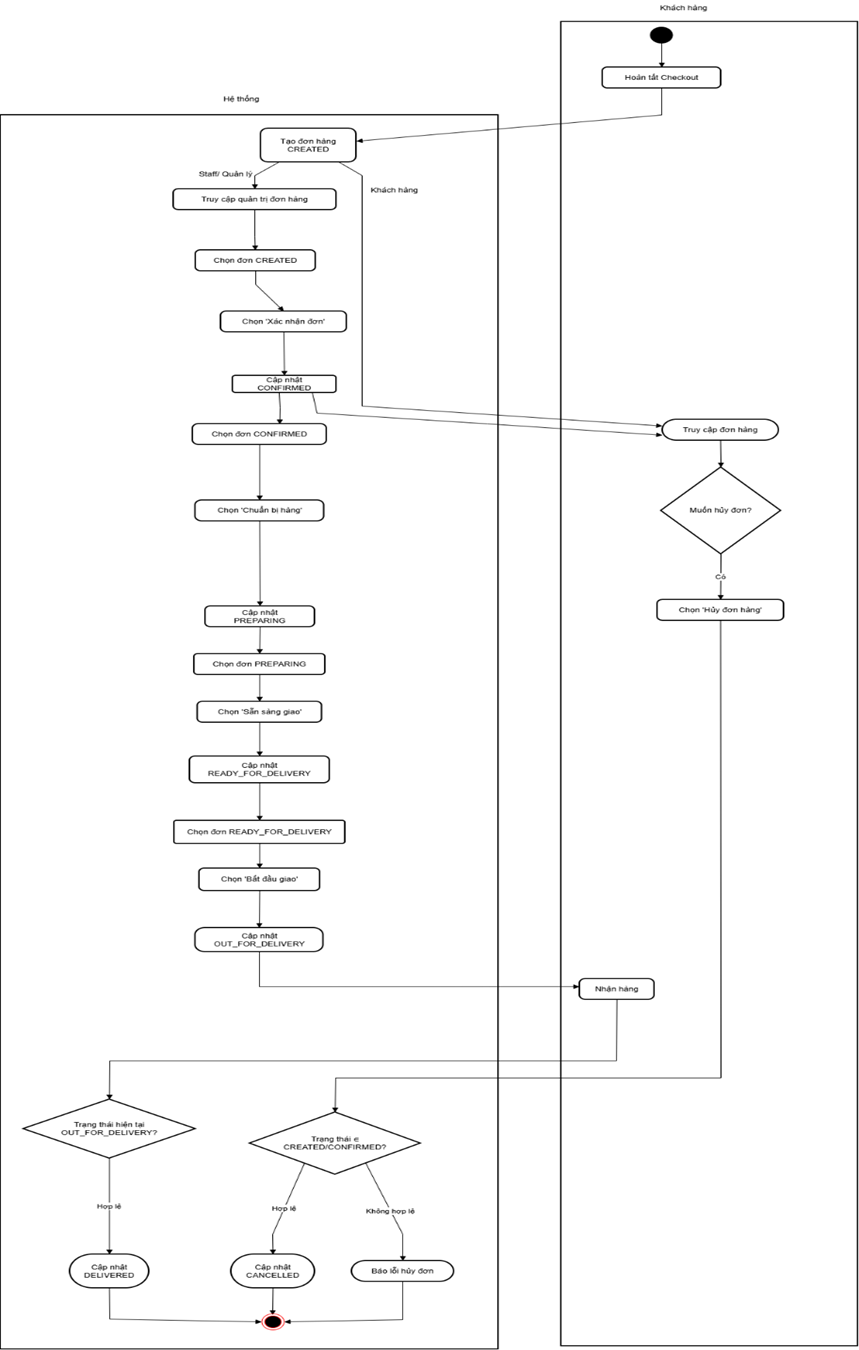 Khách hàng
Hoàn tất Checkout
Hệ thống
Tạo đơn hàng
CREATED
Staff/ Quản lý
Khách hàng
Truy cập quản trị đơn hàng
Chọn đơn CREATED
Chọn 'Xác nhận đơn'
Cập nhật
CONFIRMED
Truy cập đơn hàng
Chọn đơn CONFIRMED
Muốn hủy đơn?
Chọn 'Chuẩn bị hàng'
Có
Chọn 'Hủy đơn hàng'
Cập nhật
PREPARING
Chọn đơn PREPARING
Chọn 'Sẵn sàng giao'
Cập nhật
READY_FOR_DELIVERY
Chọn đơn READY_FOR_DELIVERY
Chọn 'Bắt đầu giao'
Cập nhật
OUT_FOR_DELIVERY
Nhận hàng
Trạng thái hiện tại
OUT_FOR_DELIVERY?
Trạng thái ∈
CREATED/CONFIRMED?
Hợp lệ
Hợp lệ
Không hợp lệ
Cập nhật
DELIVERED
Cập nhật
CANCELLED
Báo lỗi hủy đơn